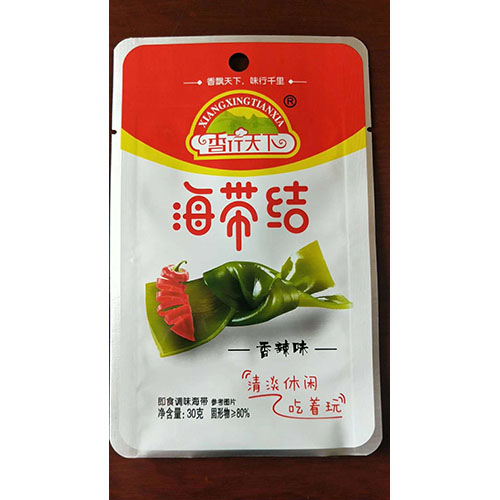 香飘天下，味行千里
XIANGXINGTIANXIA
®
香行天下
海带结
香辣味
清淡休闲
吃着玩
即食调味海带 参考图片
净含量：30克 固形物≥80%